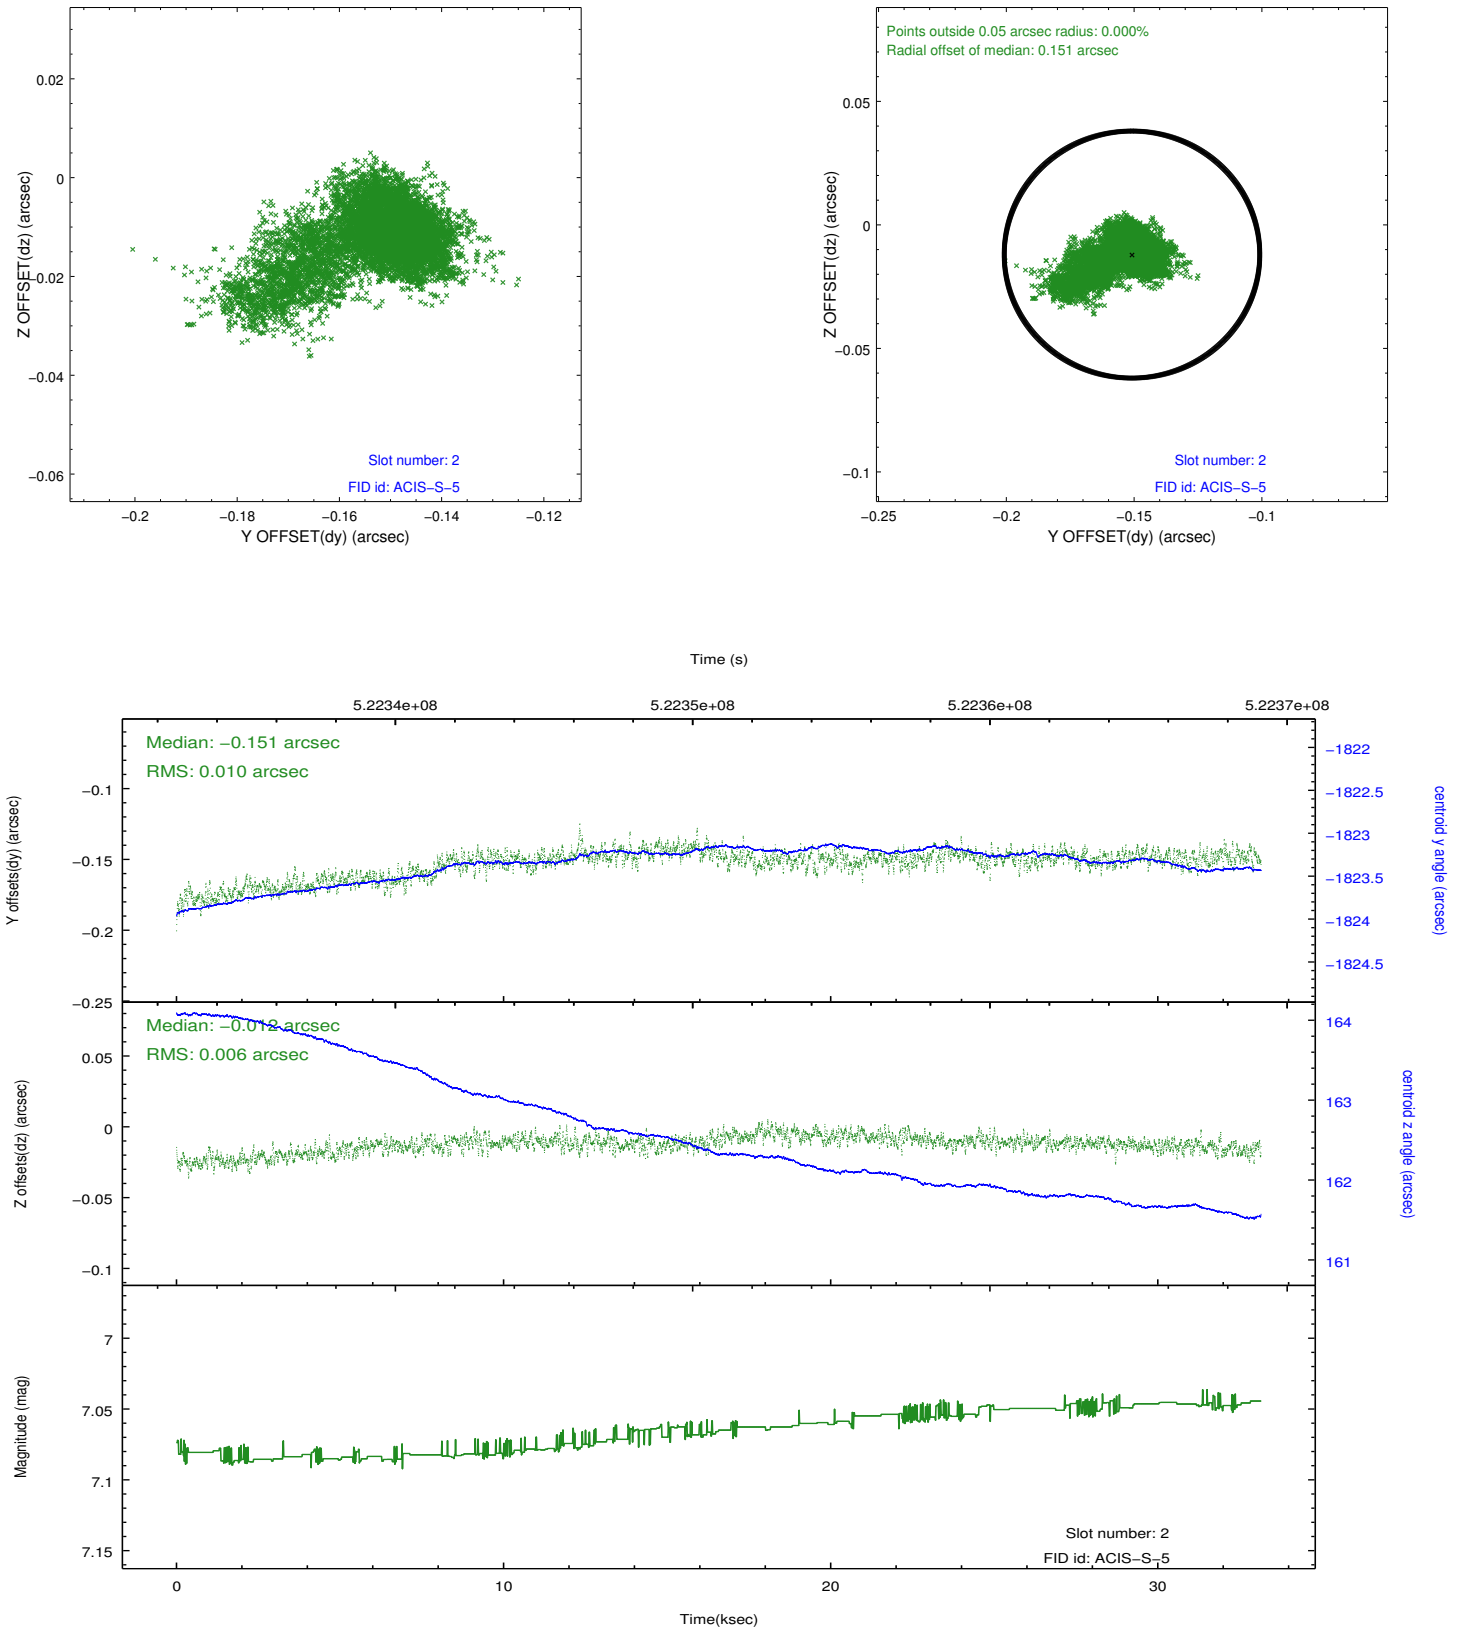 0.02
0
−0.02
−0.04
−0.06
Z OFFSET(dz) (arcsec)
Slot number: 2
FID id: ACIS−S−5
−0.2
−0.18
−0.16
−0.14
−0.12
Y OFFSET(dy) (arcsec)
Points outside 0.05 arcsec radius: 0.000%
Radial offset of median: 0.151 arcsec
0.05
0
−0.05
−0.1
Z OFFSET(dz) (arcsec)
Slot number: 2
FID id: ACIS−S−5
−0.25
−0.2
−0.15
−0.1
Y OFFSET(dy) (arcsec)
Time (s)
5.2234e+08
5.2235e+08
5.2236e+08
5.2237e+08
Median: −0.151 arcsec
RMS: 0.010 arcsec
−0.1
−0.15
−0.2
−0.25
Y offsets(dy) (arcsec)
−1822
−1822.5
−1823
−1823.5
−1824
−1824.5
centroid y angle (arcsec)
Median: −0.012 arcsec
RMS: 0.006 arcsec
0.05
0
−0.05
−0.1
Z offsets(dz) (arcsec)
164
163
162
161
centroid z angle (arcsec)
7
7.05
7.1
7.15
Magnitude (mag)
Slot number: 2
FID id: ACIS−S−5
0
10
20
30
Time(ksec)